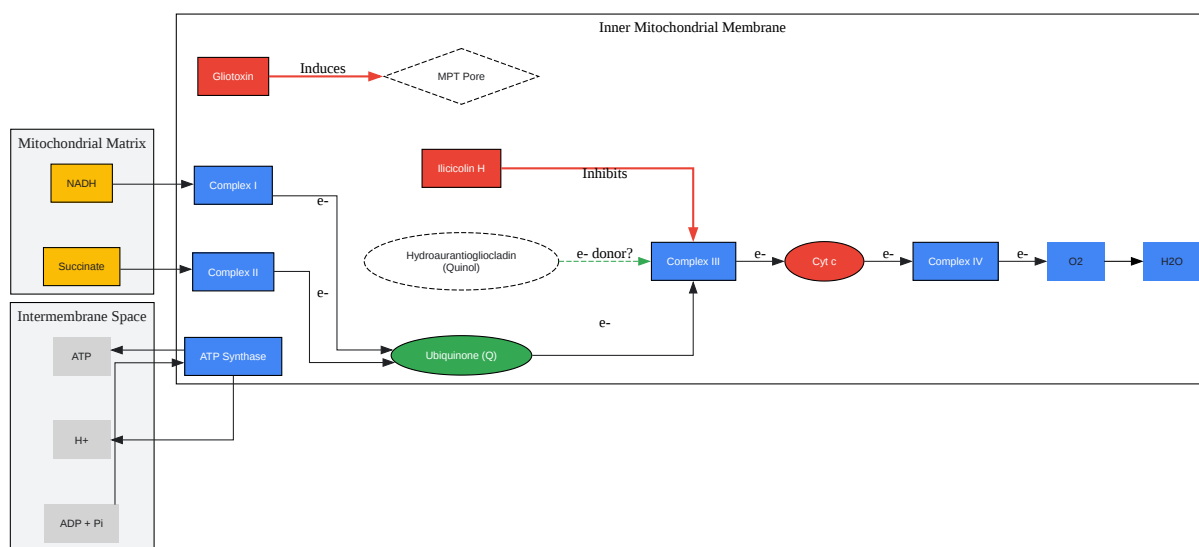 Inner Mitochondrial Membrane
Gliotoxin
Induces
MPT Pore
Mitochondrial Matrix
NADH
Succinate
Complex I
e-
Complex II
e-
Ilicicolin H
Inhibits
Hydroaurantiogliocladin
(Quinol)
e- donor?
Complex III
e-
Cyt c
e-
Complex IV
e-
O2
H2O
Intermembrane Space
ATP
ATP Synthase
Ubiquinone (Q)
e-
H+
ADP + Pi